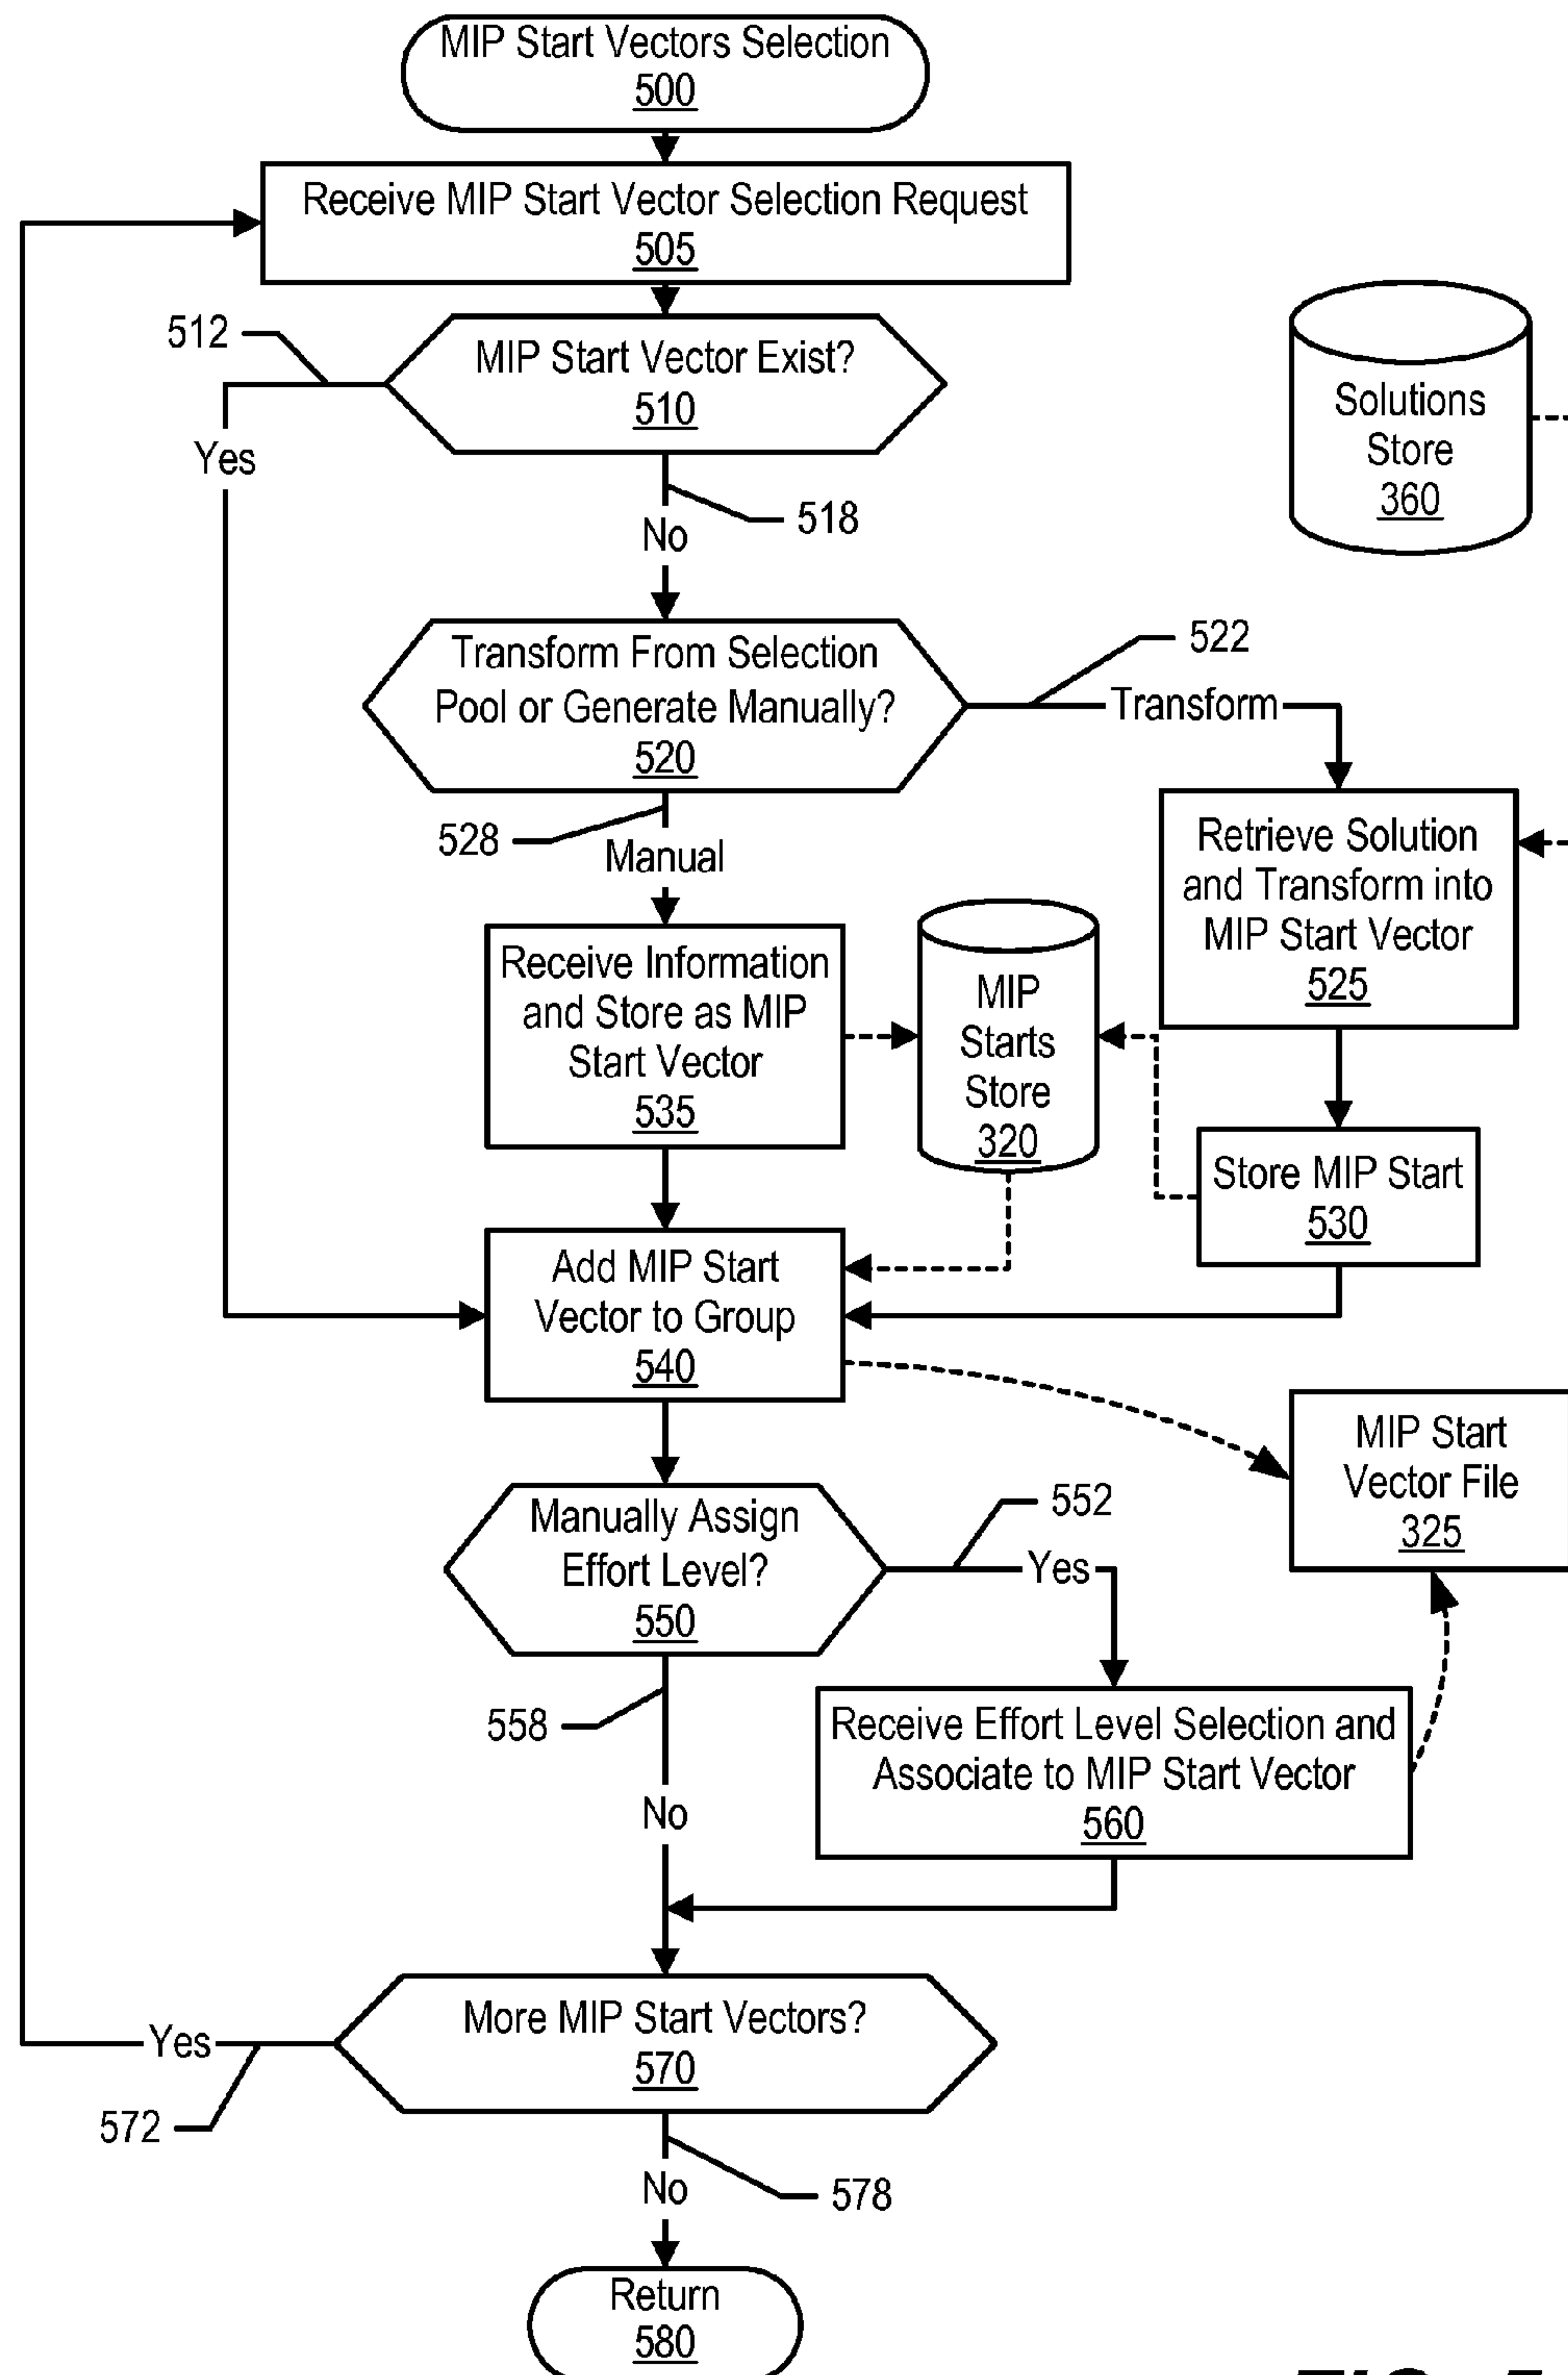 MIP Start Vectors Selection
500
Receive MIP Start Vector Selection Request
505
512
MIP Start Vector Exist?
510
Yes
518
No
Solutions
Store
360
Transform From Selection
Pool or Generate Manually?
520
522
Transform
528
Manual
Retrieve Solution
and Transform into
MIP Start Vector
525
Receive Information
and Store as MIP
Start Vector
535
MIP
Starts
Store
320
Store MIP Start
530
Add MIP Start
Vector to Group
540
MIP Start
Vector File
325
Manually Assign
Effort Level?
550
552
Yes
558
No
Receive Effort Level Selection and
Associate to MIP Start Vector
560
More MIP Start Vectors?
570
Yes
572
578
No
Return
580